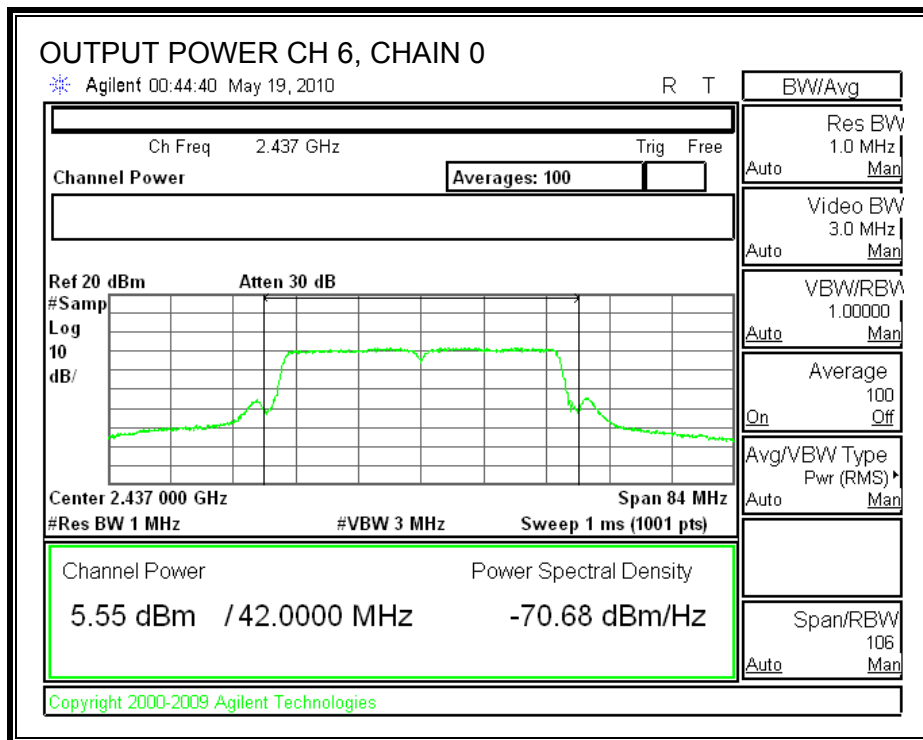 OUTPUT POWER CH 6, CHAIN 0
Agilent 00:44:40 May 19, 2010 R T
Ch Freq 2.437 GHz Trig Free
Channel Power Averages: 100
Ref 20 dBm Atten 30 dB
#Samp
Log
10
dB/
Center 2.437 000 GHz Span 84 MHz
#Res BW 1 MHz #VBW 3 MHz Sweep 1 ms (1001 pts)
Channel Power Power Spectral Density
5.55 dBm / 42.0000 MHz -70.68 dBm/Hz
Copyright 2000-2009 Agilent Technologies
BW/Avg
Res BW
1.0 MHz
Auto Man
Video BW
3.0 MHz
Auto Man
VBW/RBW
1.00000
Auto Man
Average
100
On Off
Avg/VBW Type
Pwr (RMS)
Auto Man
Span/RBW
106
Auto Man